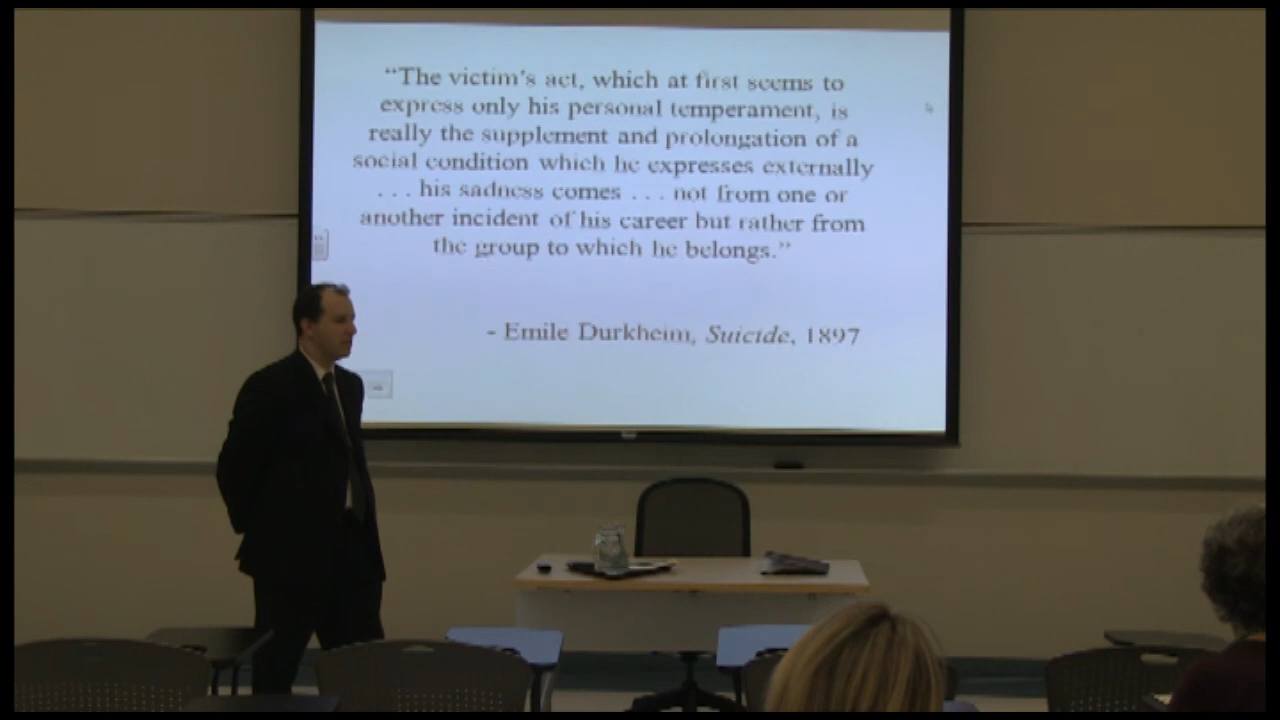 “The victim’s act, which at first seems to
express only his personal temperament, is
really the supplement and prolongation of a
social condition which he expresses externally
. . . his sadness comes . . . not from one or
another incident of his career but rather from
the group to which he belongs.”
- Emile Durkheim, Suicide, 1897